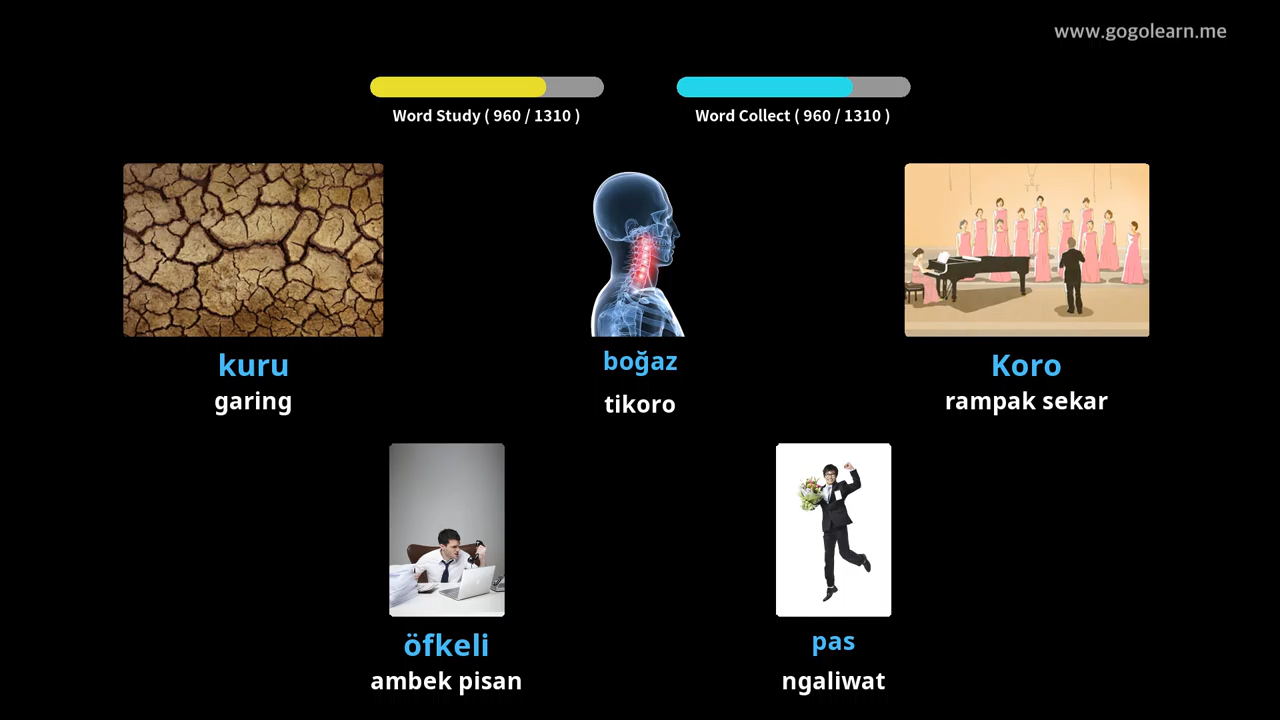 www.gogolearn.me
Word Study ( 960 / 1310 )
Word Collect ( 960 / 1310 )
kuru
garing
boğaz
tikoro
Koro
rampak sekar
öfkeli
ambek pisan
pas
ngaliwat